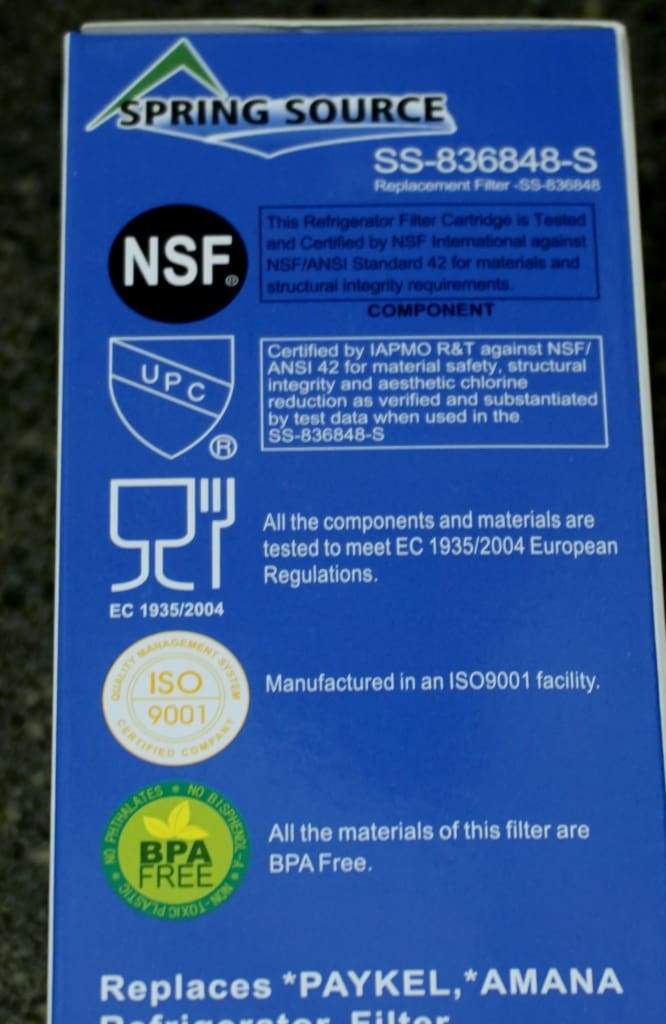 SPRING SOURCE
SS-836848-S
Replacement Filter -SS-836848
NSF®
This Refrigerator Filter Cartridge is Tested
and Certified by NSF International against
NSF/ANSI Standard 42 for materials and
structural integrity requirements.
COMPONENT
UPC
®
Certified by IAPMO R&T against NSF/
ANSI 42 for material safety, structural
integrity and aesthetic chlorine
reduction as verified and substantiated
by test data when used in the
SS-836848-S
All the components and materials are
tested to meet EC 1935/2004 European
Regulations.
EC 1935/2004
QUALITY MANAGEMENT SYSTEM
ISO
9001
CERTIFIED COMPANY
Manufactured in an ISO9001 facility.
NO PHTHALATES * NO BISPHENOL-A * NON-TOXIC PLASTIC *
BPA
FREE
All the materials of this filter are
BPA Free.
Replaces *PAYKEL,*AMANA
Refrigerator Filter